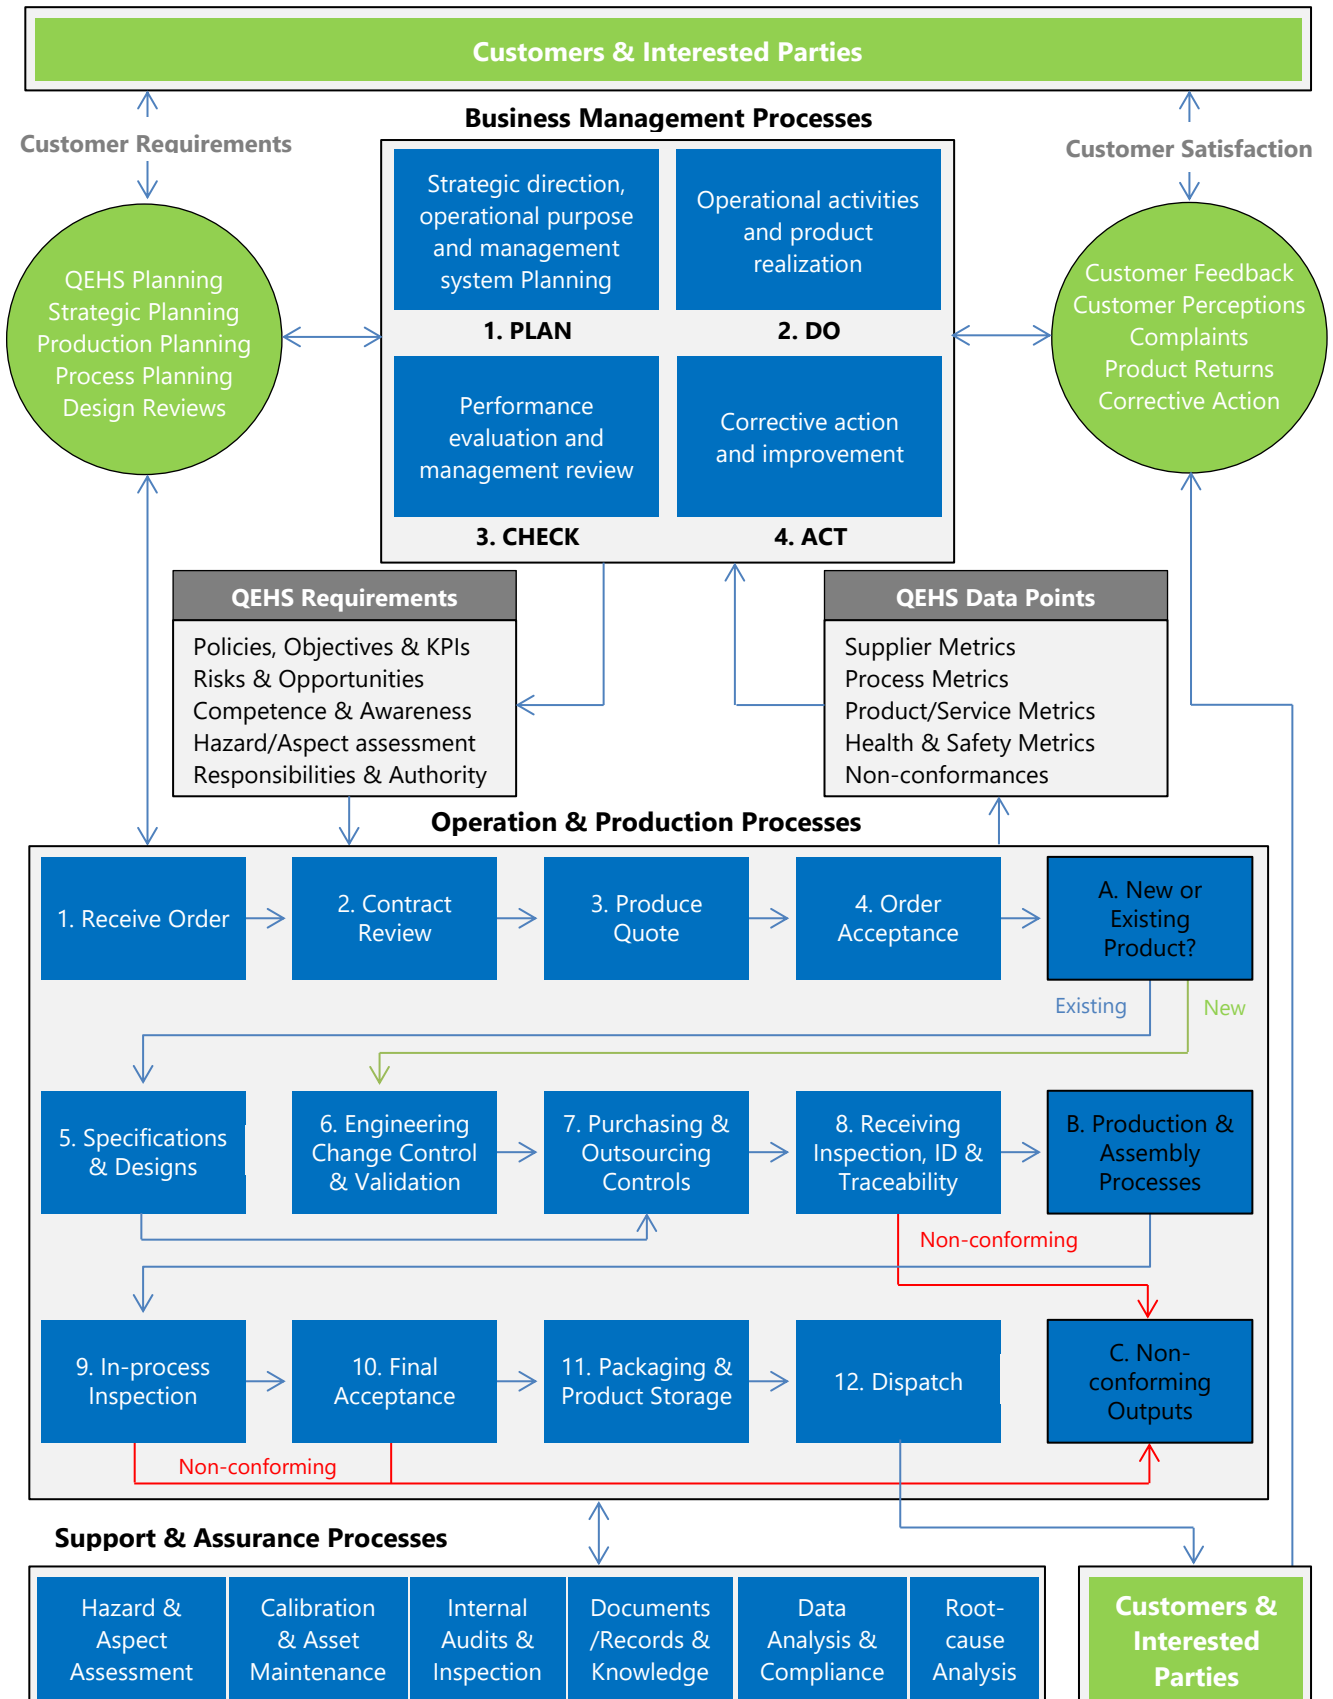 Customers & Interested Parties
Business Management Processes
Customer Requirements
Customer Satisfaction
Strategic direction,
operational purpose
and management
system Planning
1. PLAN
Operational activities
and product
realization
2. DO
QEHS Planning
Strategic Planning
Production Planning
Process Planning
Design Reviews
Customer Feedback
Customer Perceptions
Complaints
Product Returns
Corrective Action
Performance
evaluation and
management review
3. CHECK
Corrective action
and improvement
4. ACT
QEHS Requirements
Policies, Objectives & KPIs
Risks & Opportunities
Competence & Awareness
Hazard/Aspect assessment
Responsibilities & Authority
QEHS Data Points
Supplier Metrics
Process Metrics
Product/Service Metrics
Health & Safety Metrics
Non-conformances
Operation & Production Processes
1. Receive Order
2. Contract
Review
3. Produce
Quote
4. Order
Acceptance
A. New or
Existing
Product?
Existing
New
5. Specifications
& Designs
6. Engineering
Change Control
& Validation
7. Purchasing &
Outsourcing
Controls
8. Receiving
Inspection, ID &
Traceability
B. Production &
Assembly
Processes
Non-conforming
9. In-process
Inspection
10. Final
Acceptance
11. Packaging &
Product Storage
12. Dispatch
C. Non-
conforming
Outputs
Non-conforming
Support & Assurance Processes
Hazard &
Aspect
Assessment
Calibration
& Asset
Maintenance
Internal
Audits &
Inspection
Documents
/Records &
Knowledge
Data
Analysis &
Compliance
Root-
cause
Analysis
Customers &
Interested
Parties